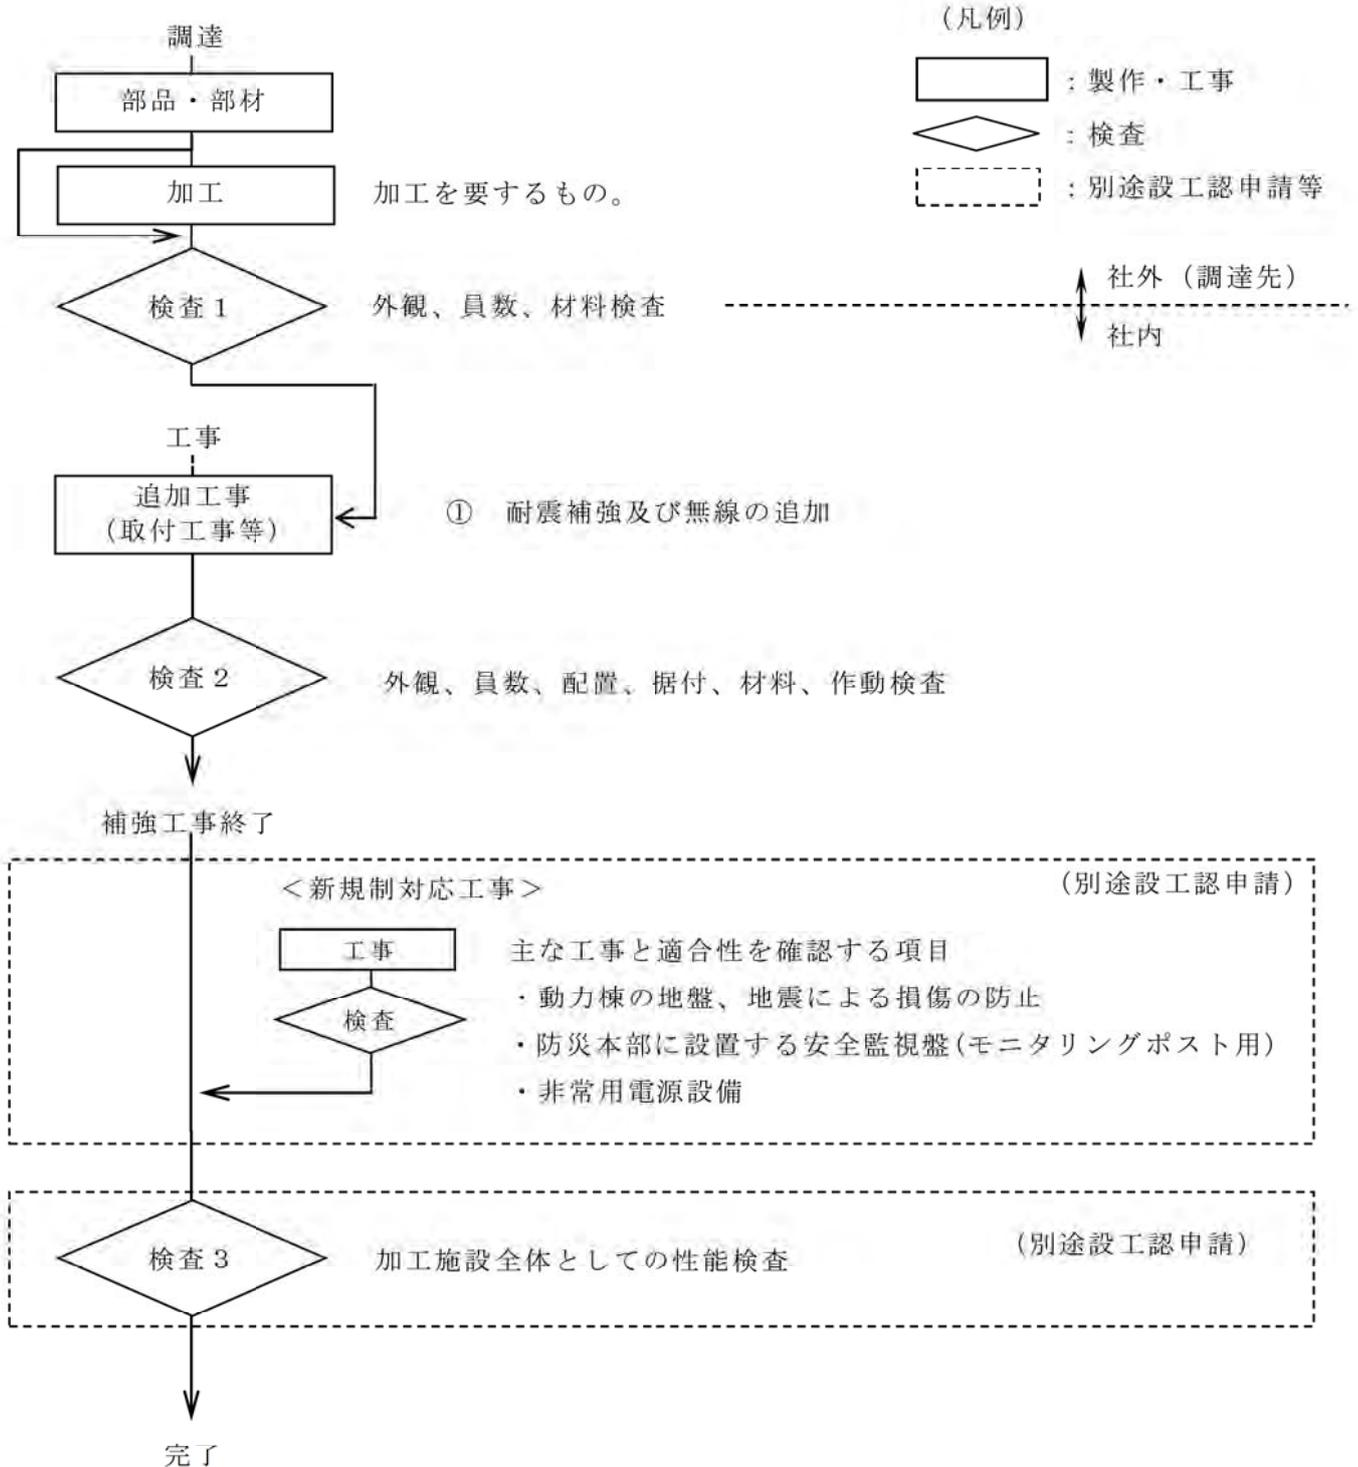 調達
部品・部材
加工
加工を要するもの。
検査1
外観、員数、材料検査
(凡例)
：製作・工事
：検査
：別途設工認申請等
社外（調達先）
社内
工事
追加工事
(取付工事等)
① 耐震補強及び無線の追加
検査2
外観、員数、配置、据付、材料、作動検査
補強工事終了
＜新規制対応工事＞
(別途設工認申請)
工事
検査
主な工事と適合性を確認する項目
・動力棟の地盤、地震による損傷の防止
・防災本部に設置する安全監視盤(モニタリングポスト用)
・非常用電源設備
検査3
加工施設全体としての性能検査
(別途設工認申請)
完了